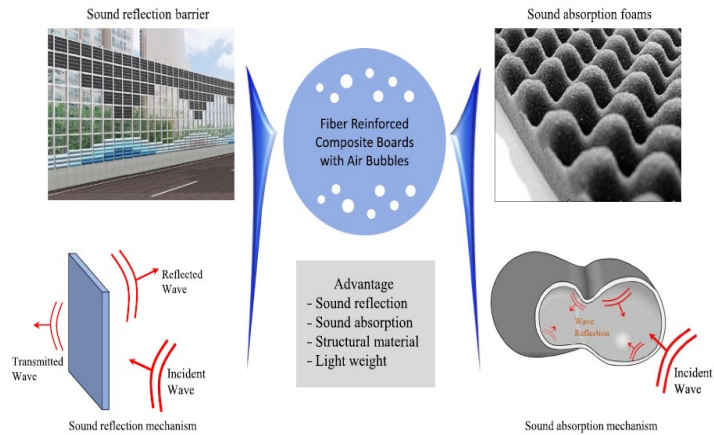 Sound reflection barrier
Sound absorption foams
Fiber Reinforced
Composite Boards
with Air Bubbles
Advantage
- Sound reflection
- Sound absorption
- Structural material
- Light weight
Reflected
Wave
Transmitted
Wave
Incident
Wave
Sound reflection mechanism
Wave
Reflection
Incident
Wave
Sound absorption mechanism